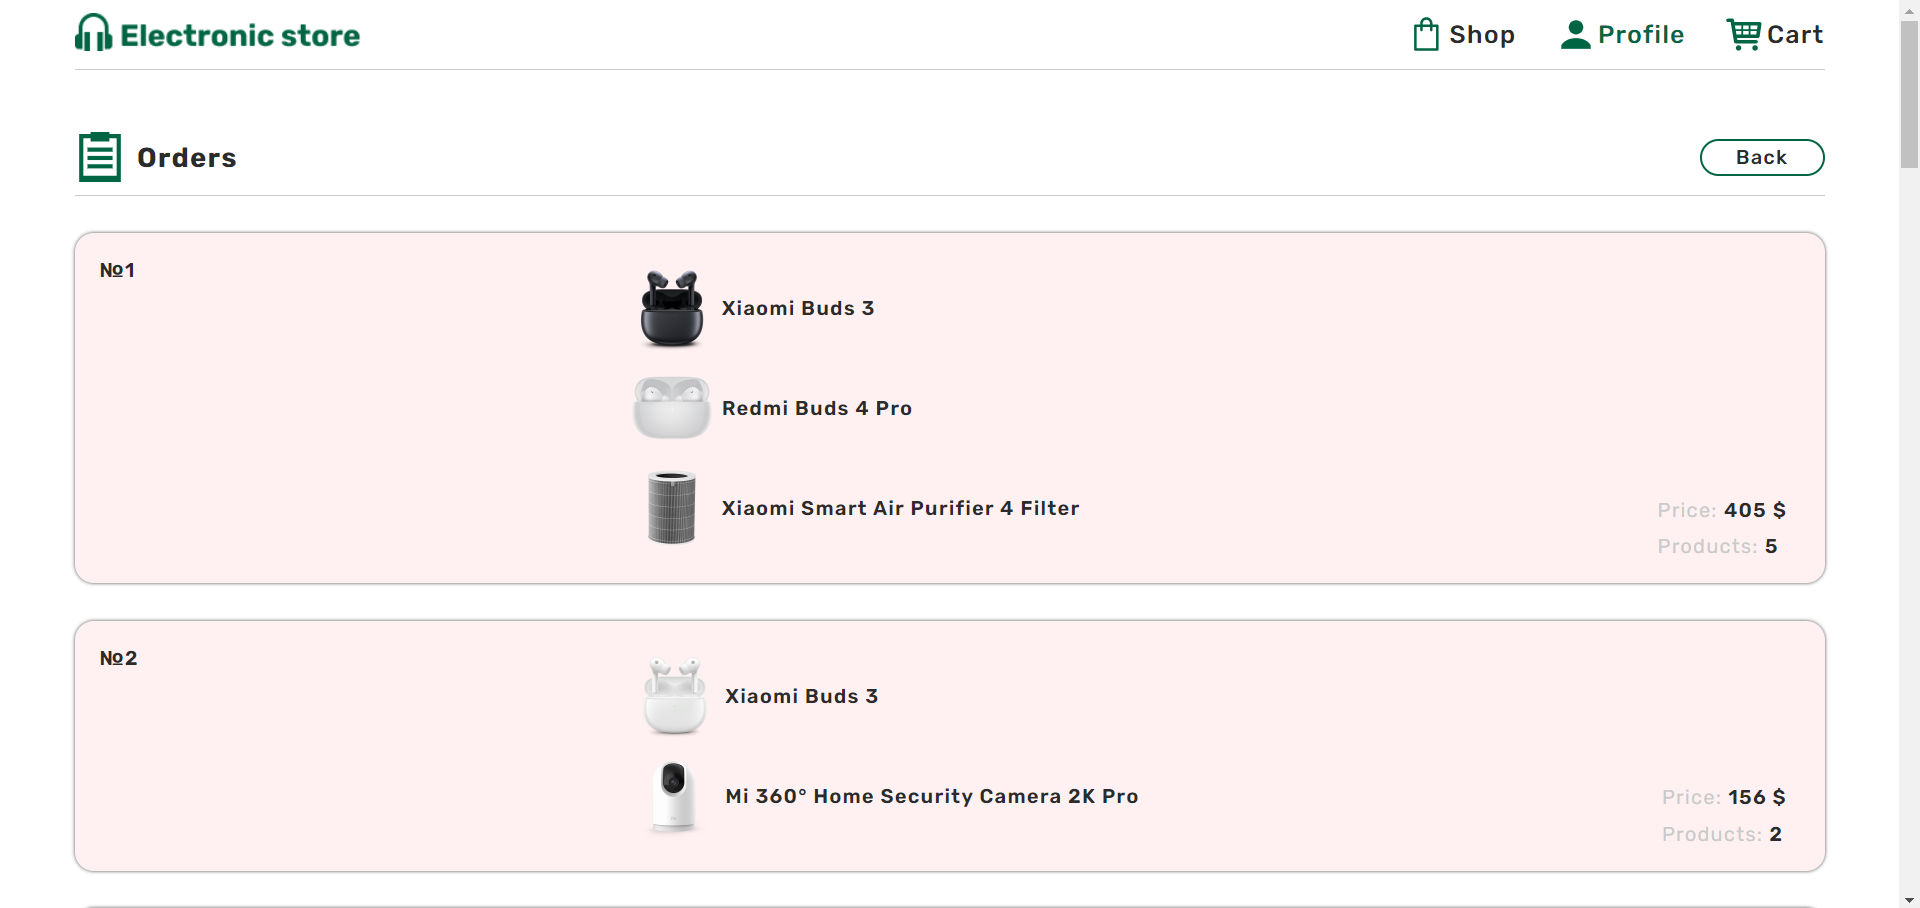 Electronic store
Shop
Profile
Cart
Orders
Back
№1
Xiaomi Buds 3
Redmi Buds 4 Pro
Xiaomi Smart Air Purifier 4 Filter
Price: 405 $
Products: 5
№2
Xiaomi Buds 3
Mi 360° Home Security Camera 2K Pro
Price: 156 $
Products: 2